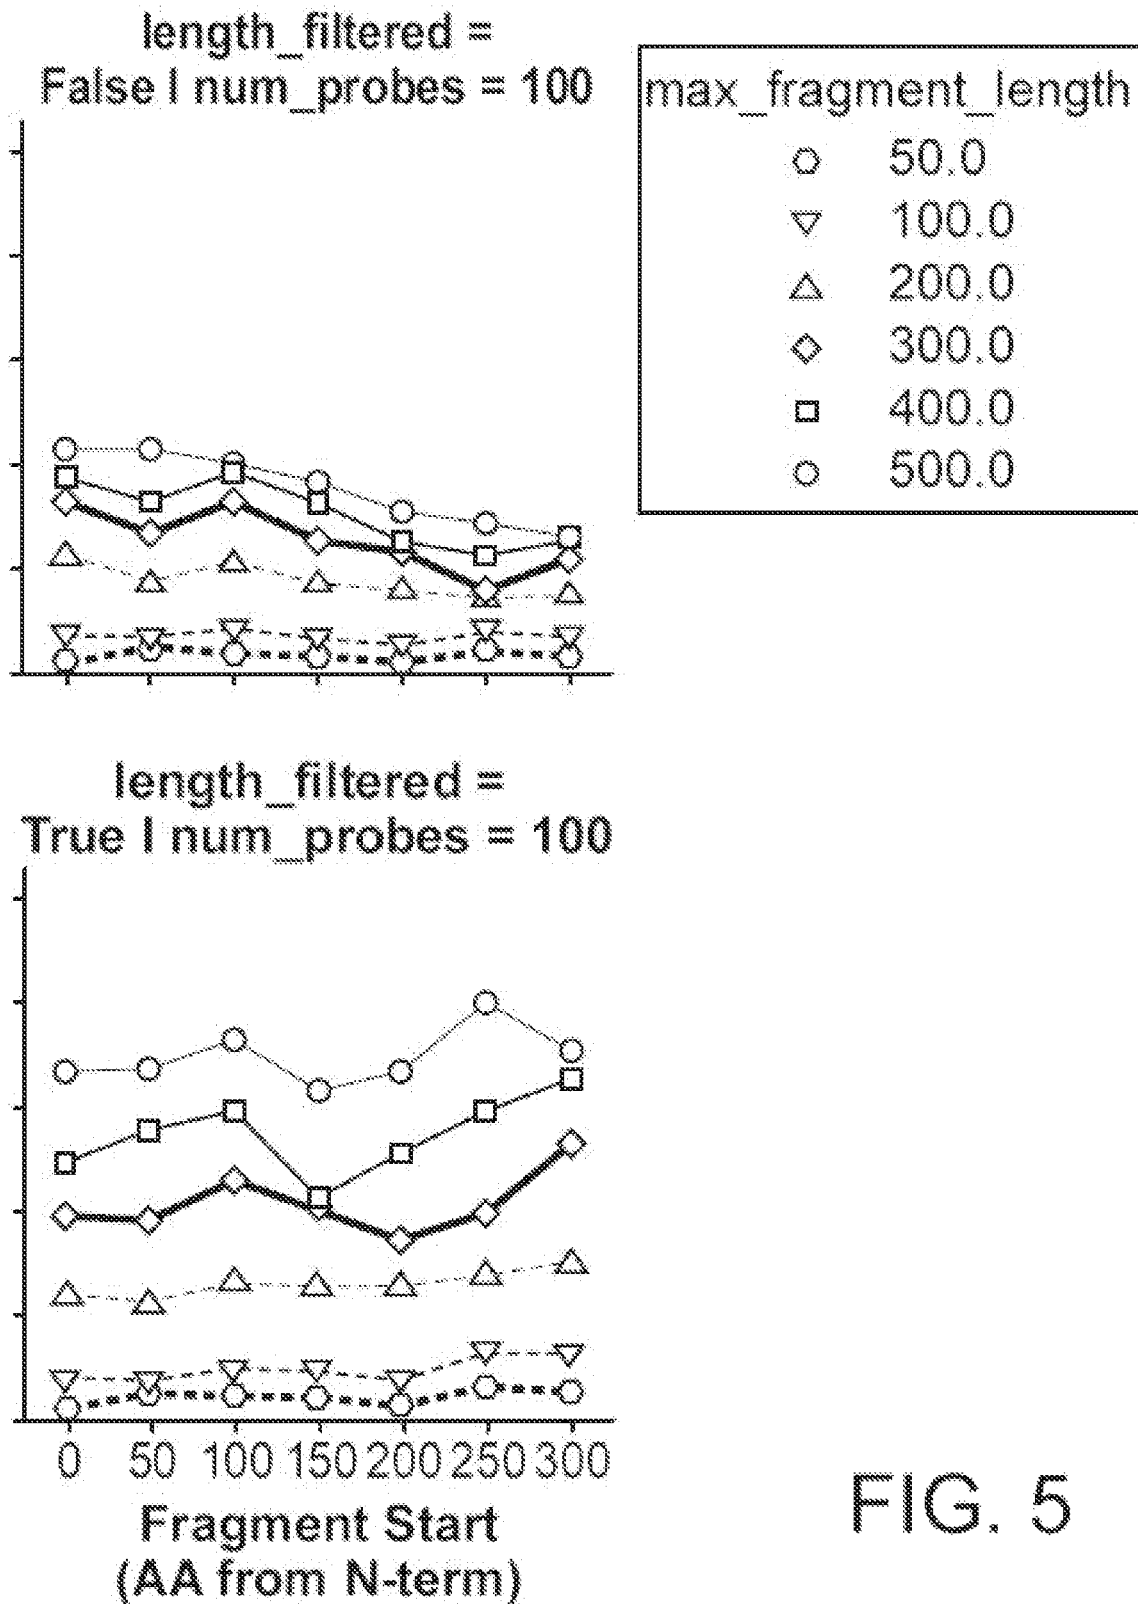 length_filtered =
False I num_probes = 100
max_fragment_length
50.0
100.0
200.0
300.0
400.0
500.0
length_filtered =
True I num_probes = 100
0 50 100 150 200 250 300
Fragment Start
(AA from N-term)
FIG. 5